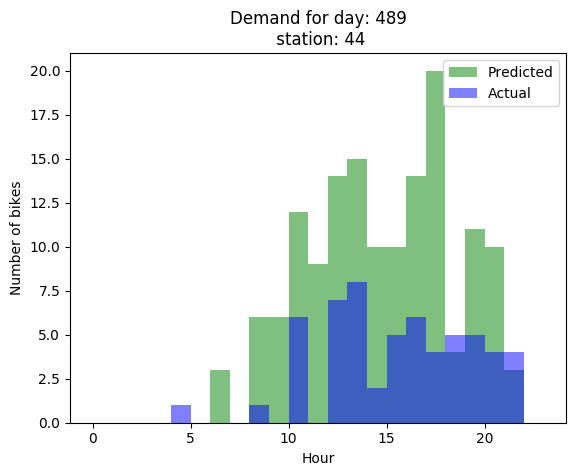 Demand for day: 489
station: 44
Predicted
Actual
Number of bikes
20.0
17.5
15.0
12.5
10.0
7.5
5.0
2.5
0.0
0 5 10 15 20
Hour